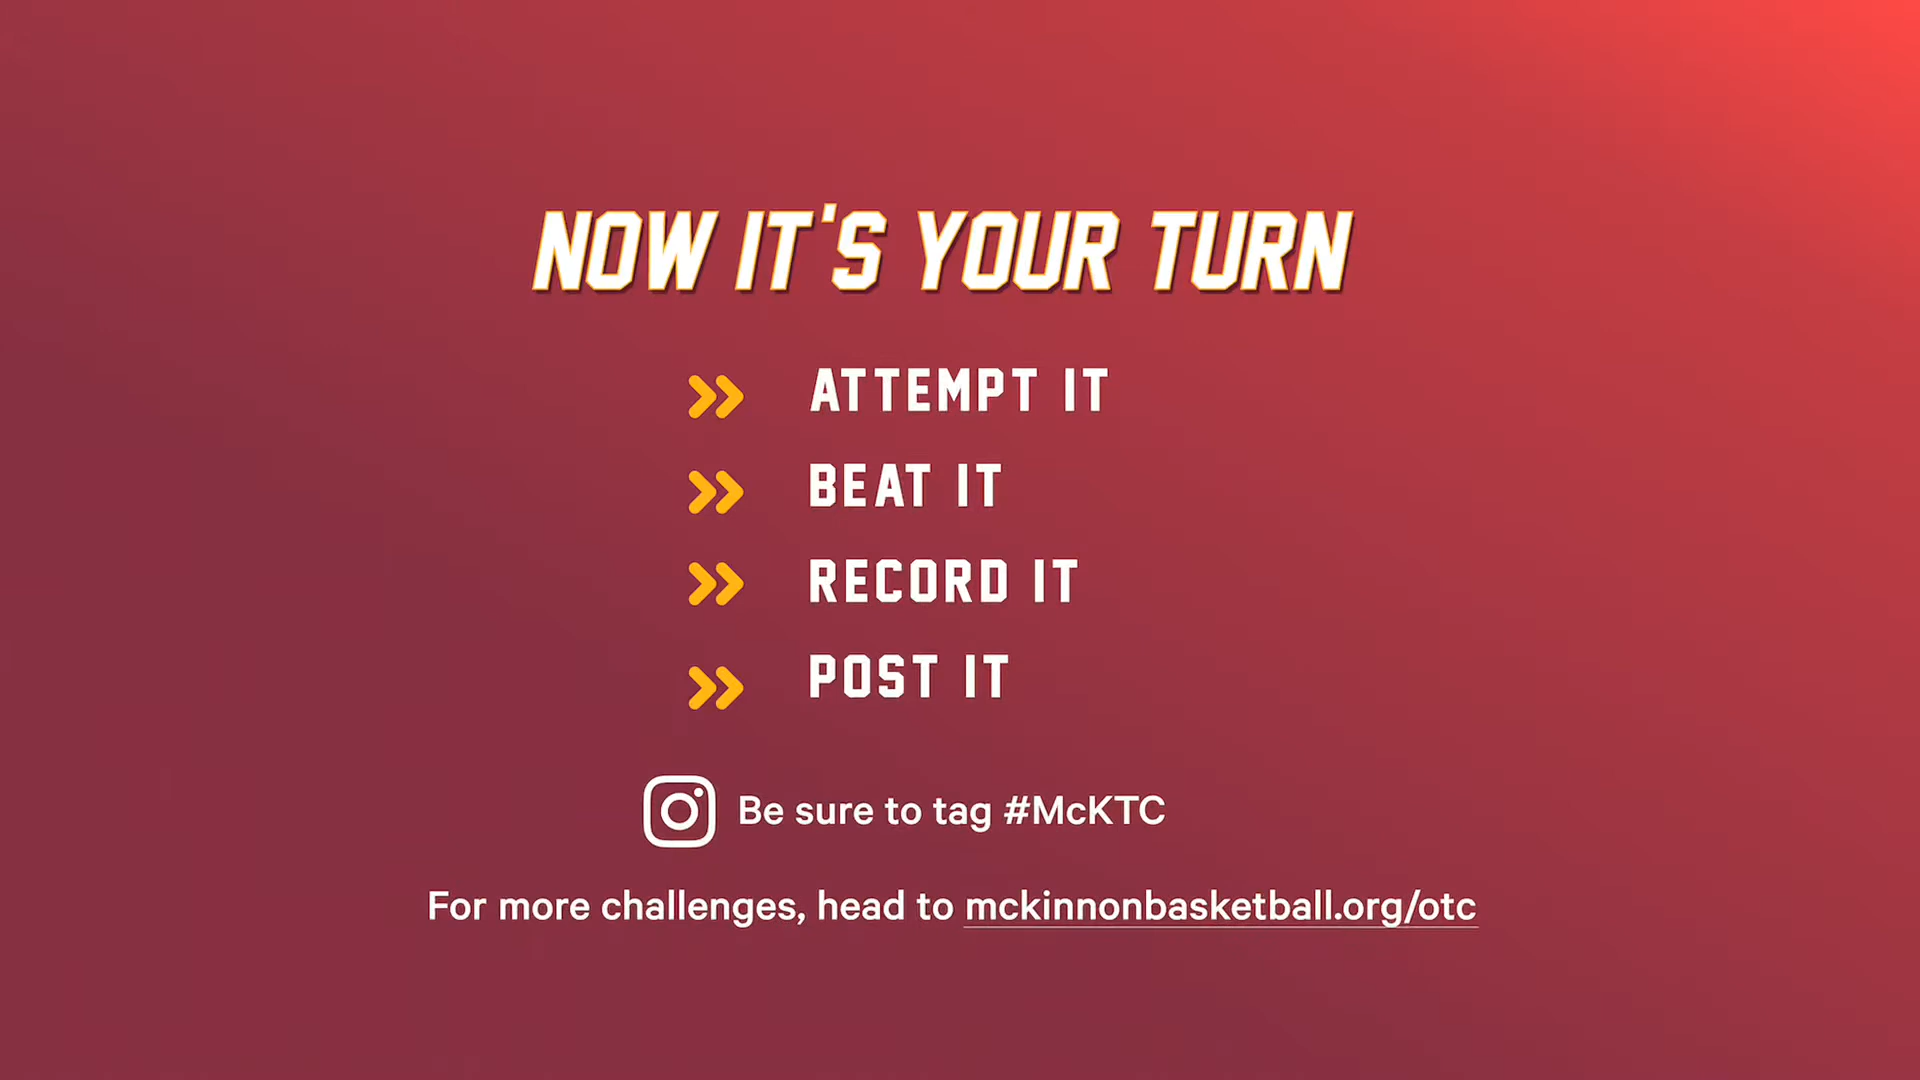 NOW IT'S YOUR TURN
ATTEMPT IT
BEAT IT
RECORD IT
POST IT
Be sure to tag #McKTC
For more challenges, head to mckinnonbasketball.org/otc